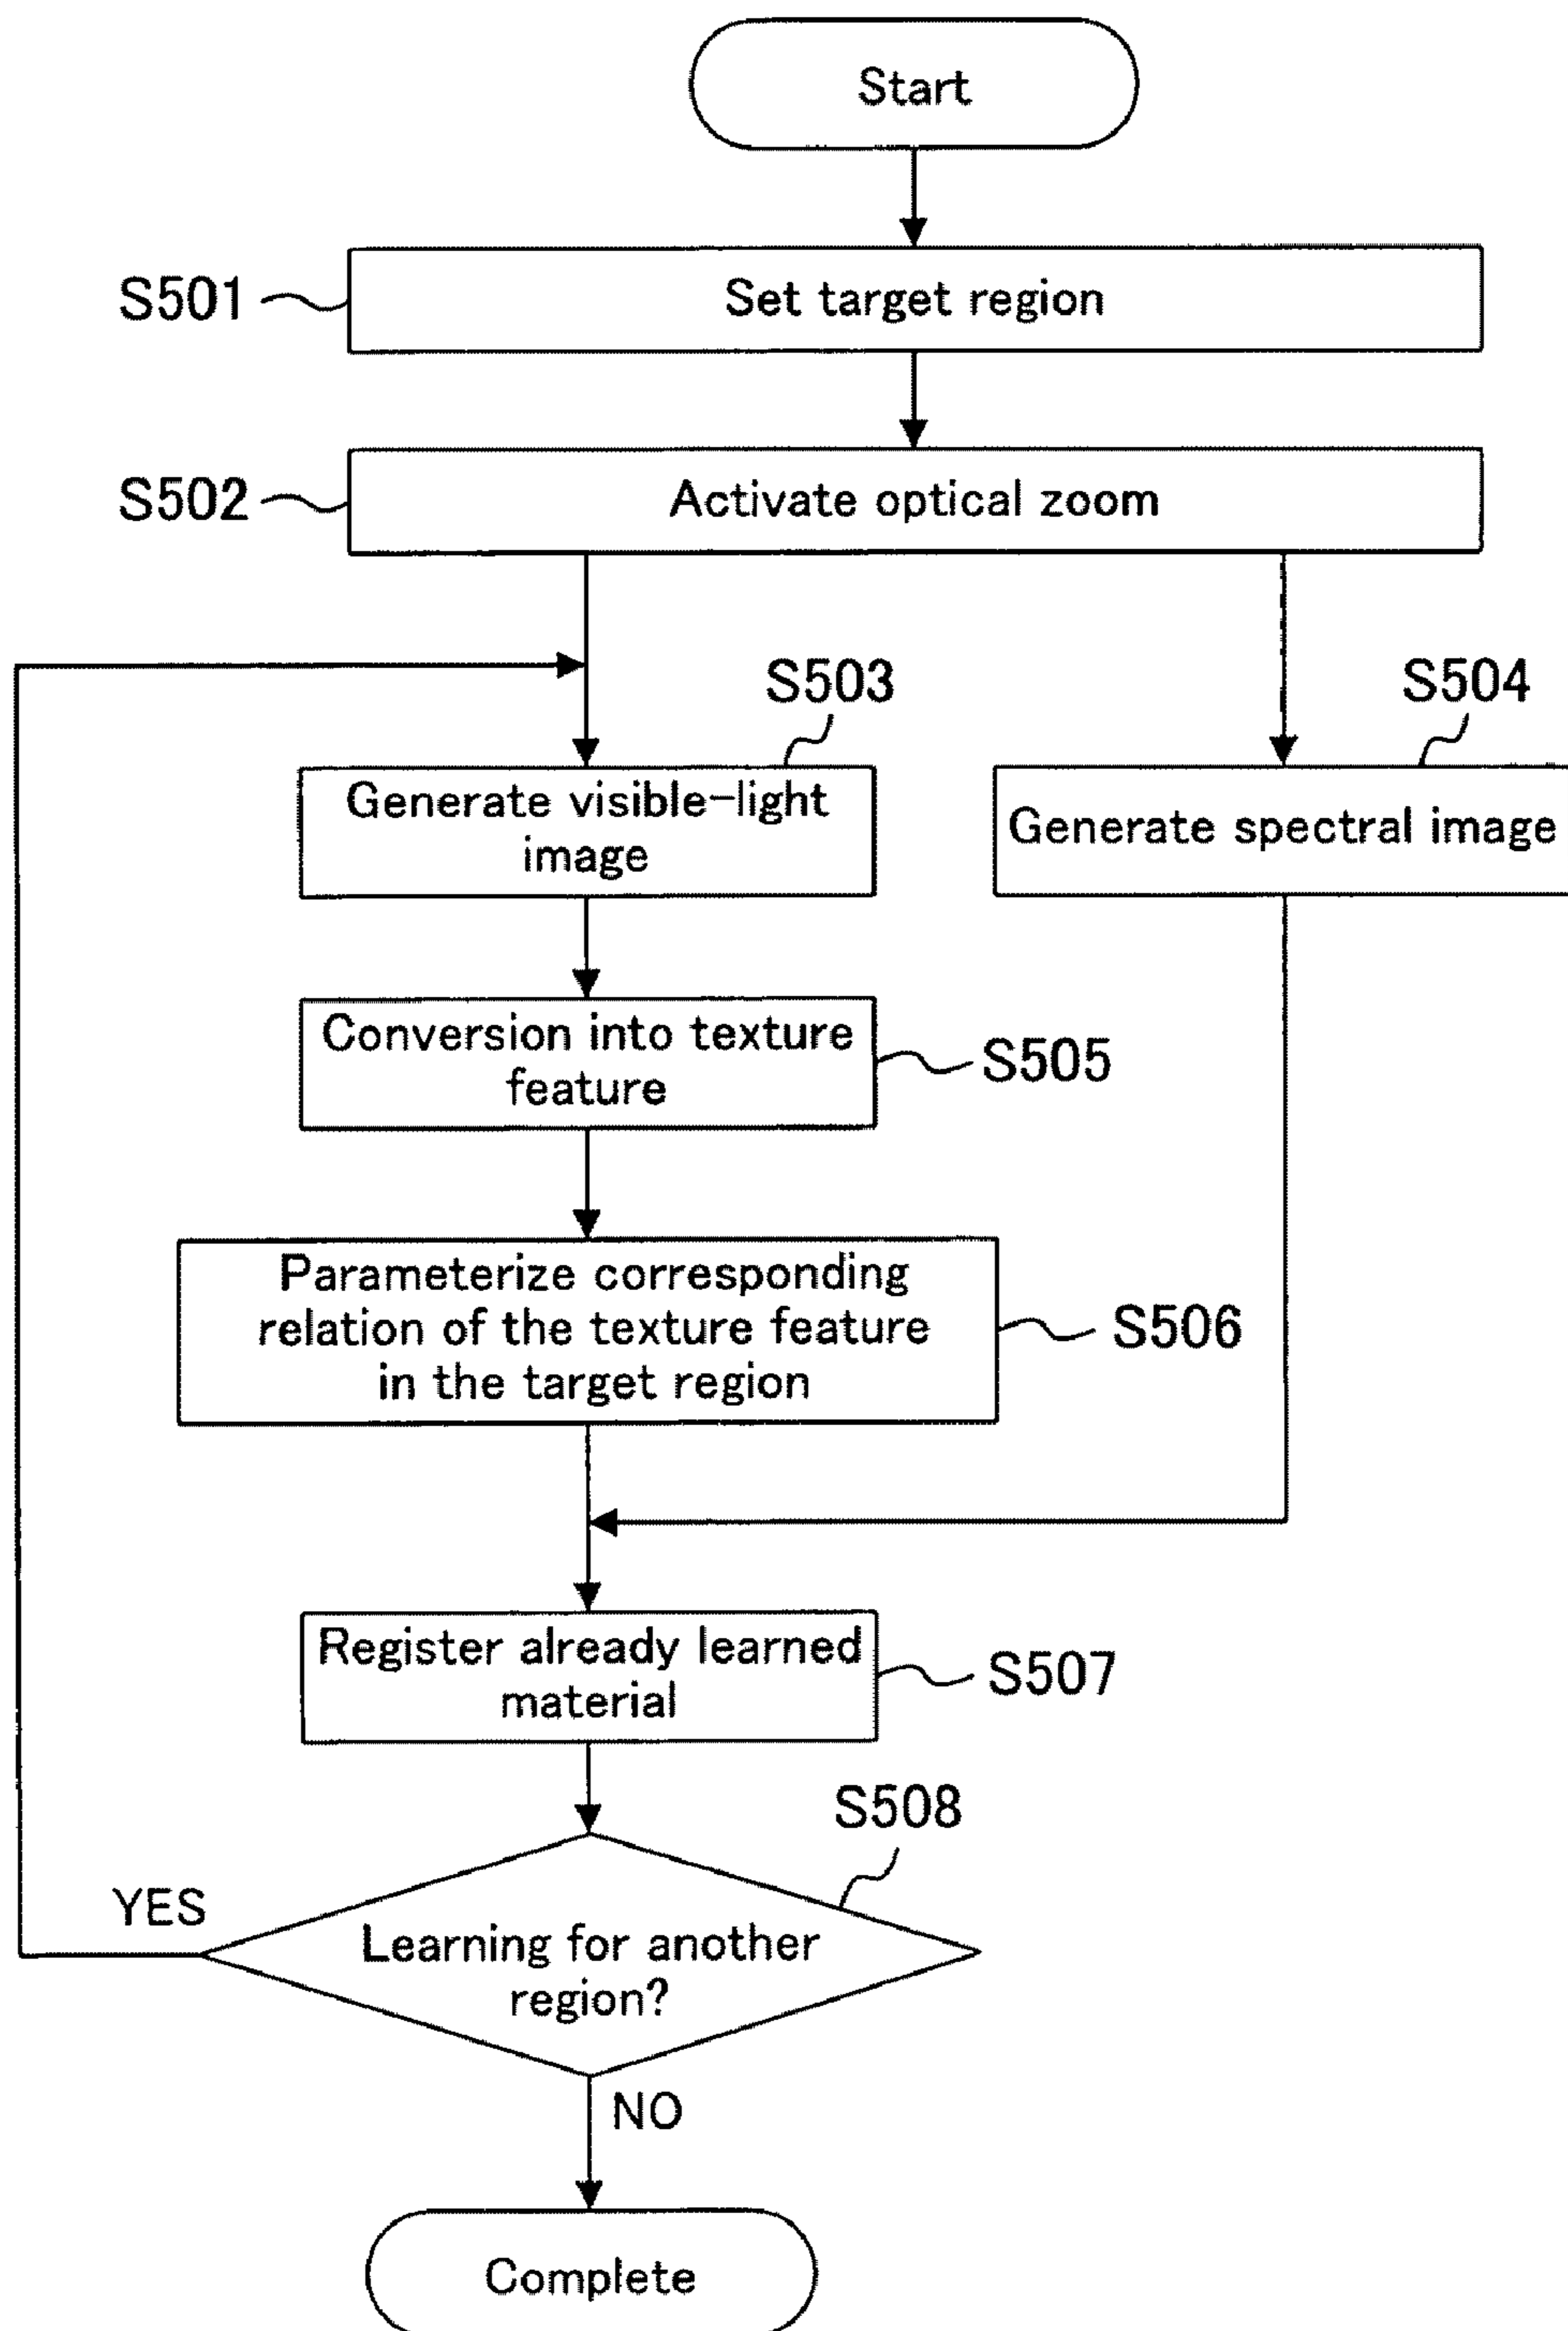 Start
S501
Set target region
S502
Activate optical zoom
S503
S504
Generate visible-light
image
Generate spectral image
Conversion into texture
feature
S505
Parameterize corresponding
relation of the texture feature
in the target region
S506
Register already learned
material
S507
S508
YES
Learning for another
region?
NO
Complete